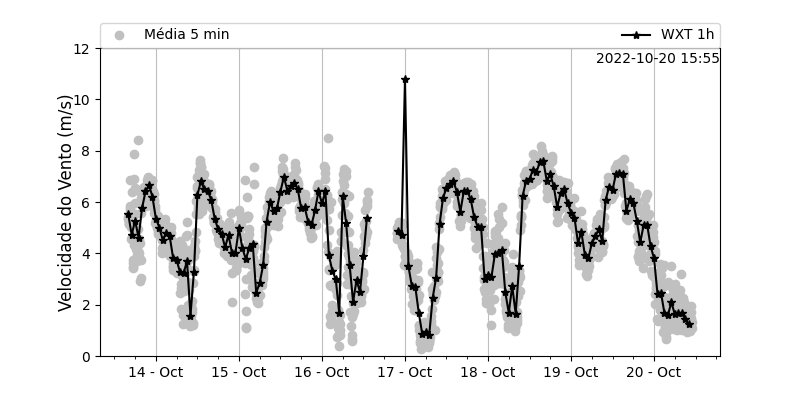 Média 5 min
WXT 1h
2022-10-20 15:55
Velocidade do Vento (m/s)
12
10
8
6
4
2
0
14 - Oct
15 - Oct
16 - Oct
17 - Oct
18 - Oct
19 - Oct
20 - Oct